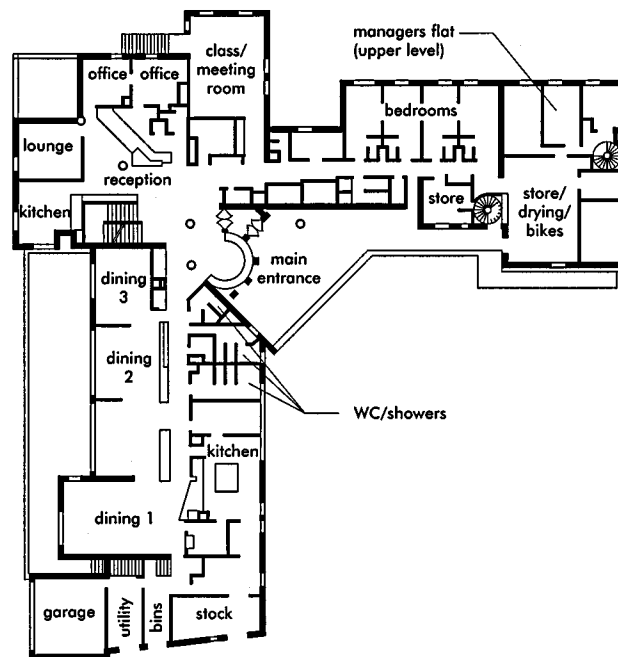 managers flat
(upper level)
class/
meeting
room
office
office
bedrooms
lounge
reception
kitchen
store
store/
drying/
bikes
main
entrance
dining
3
dining
2
WC/showers
kitchen
dining 1
garage
utility
bins
stock